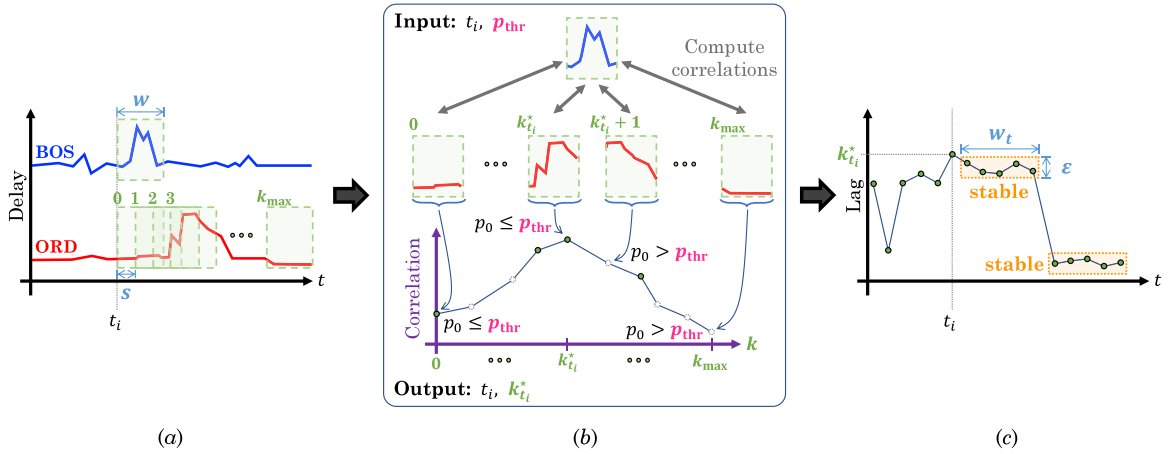 Delay
BOS
w
0 1 2 3
k_max
ORD
s
t_i
t
(a)
Input: t_i, p_thr
Compute
correlations
0
k*_{t_i}
k*_{t_i} + 1
k_max
p_0 ≤ p_thr
p_0 > p_thr
Correlation
p_0 ≤ p_thr
p_0 > p_thr
k
0
k*_{t_i}
k_max
Output: t_i, k*_{t_i}
(b)
Lag
k*_{t_i}
w_t
ε
stable
stable
t_i
t
(c)